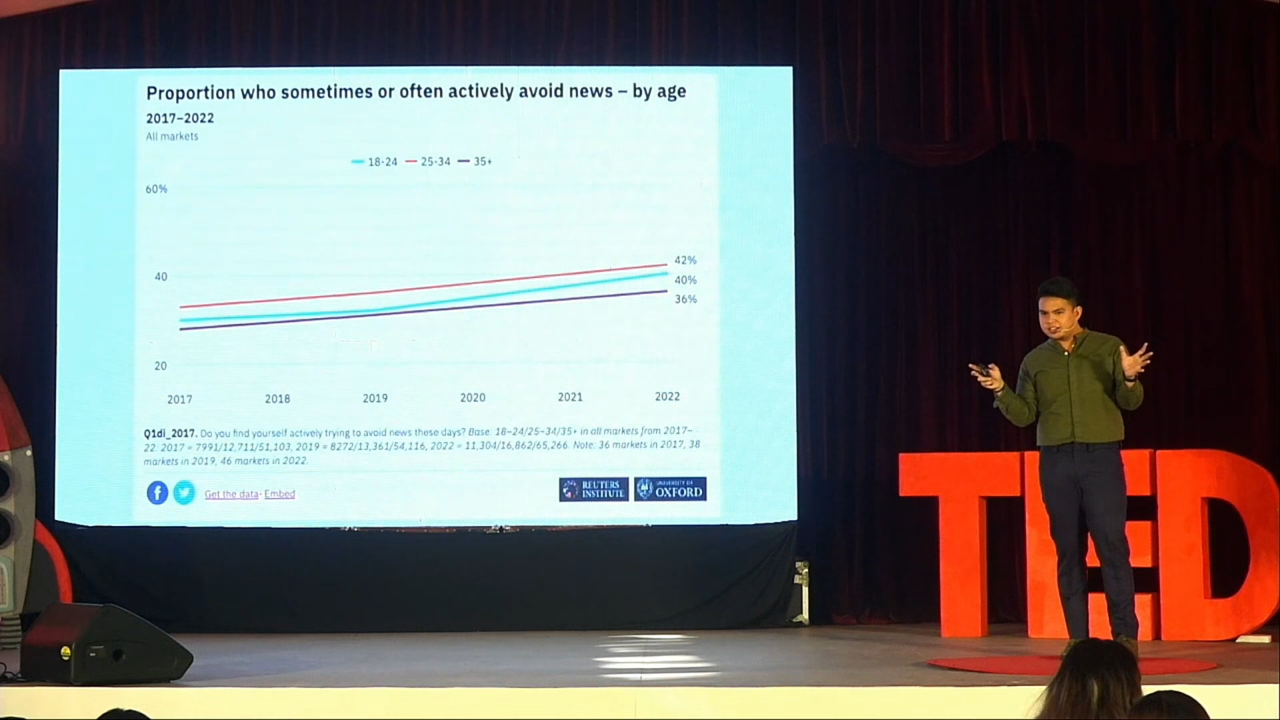 Proportion who sometimes or often actively avoid news – by age
2017–2022
All markets
18-24 25-34 35+
60%
40
20
42%
40%
36%
2017 2018 2019 2020 2021 2022
Q1di_2017. Do you find yourself actively trying to avoid news these days? Base: 18–24/25–34/35+ in all markets from 2017–
22: 2017 = 7991/12,711/51,103, 2019 = 8272/13,361/54,116, 2022 = 11,304/16,862/65,266. Note: 36 markets in 2017, 38
markets in 2019, 46 markets in 2022.
Get the data · Embed
REUTERS
INSTITUTE
UNIVERSITY OF
OXFORD
TED